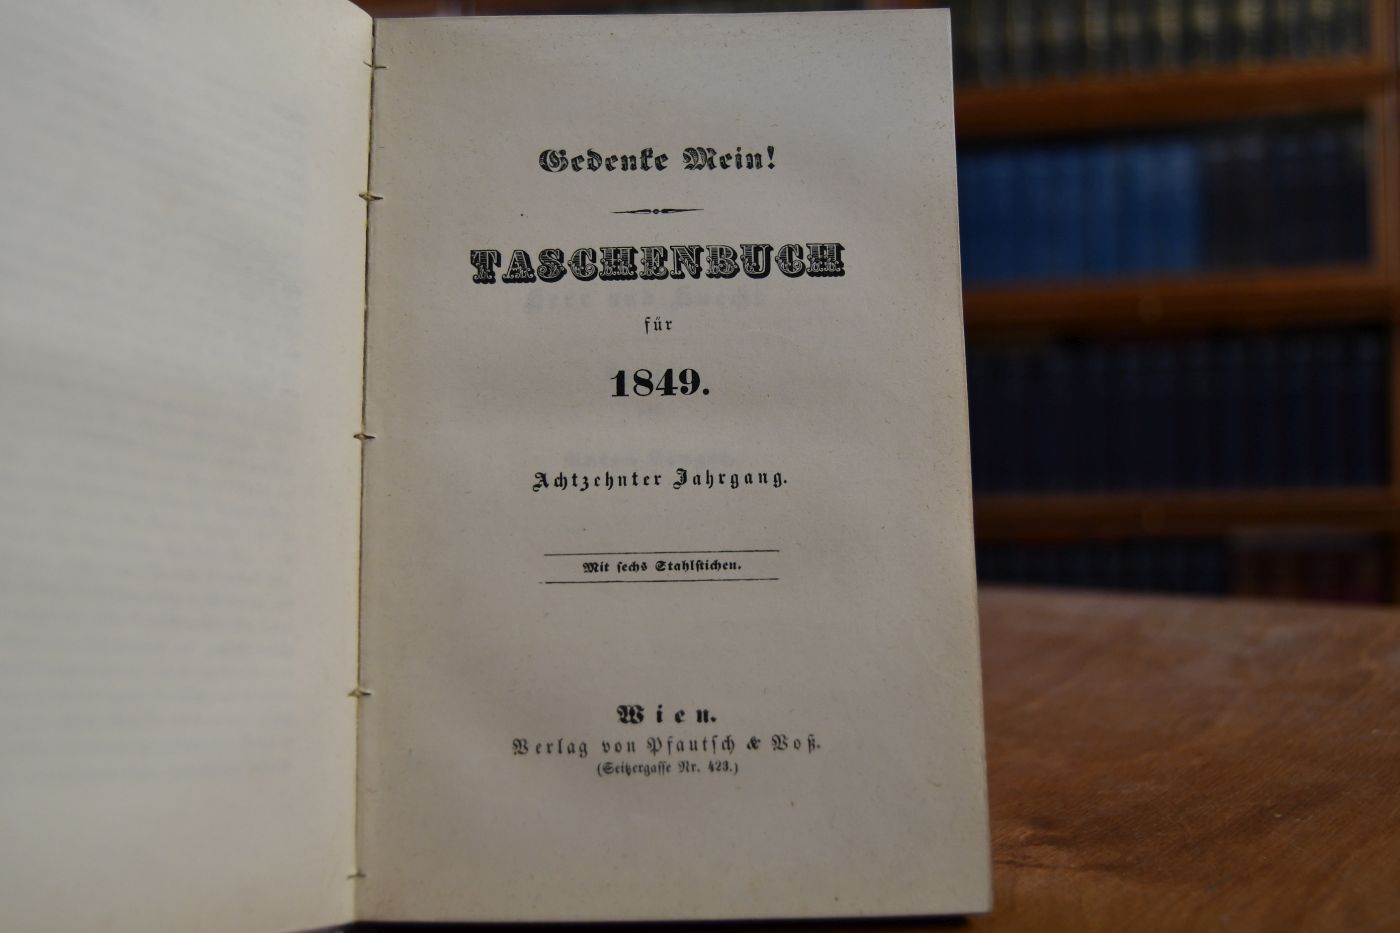 Gedenke Mein!
TASCHENBUCH
für
1849.
Achtzehnter Jahrgang.
Mit sechs Stahlstichen.
Wien.
Verlag von Pfautsch & Voß.
(Seitzergasse Nr. 423.)